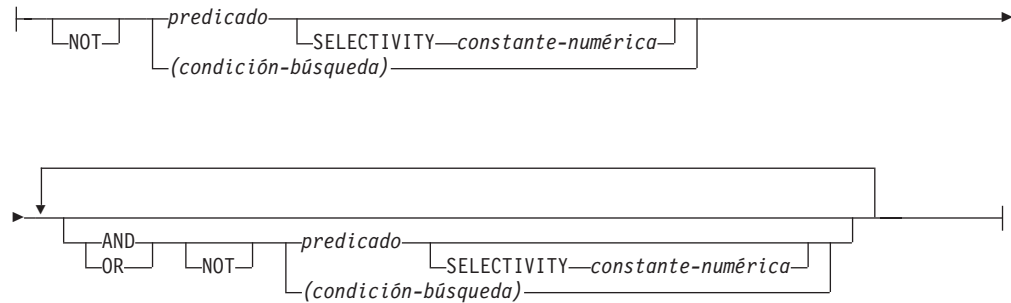 predicado
NOT SELECTIVITY constante-numérica
(condición-búsqueda)
AND predicado
OR NOT SELECTIVITY constante-numérica
(condición-búsqueda)